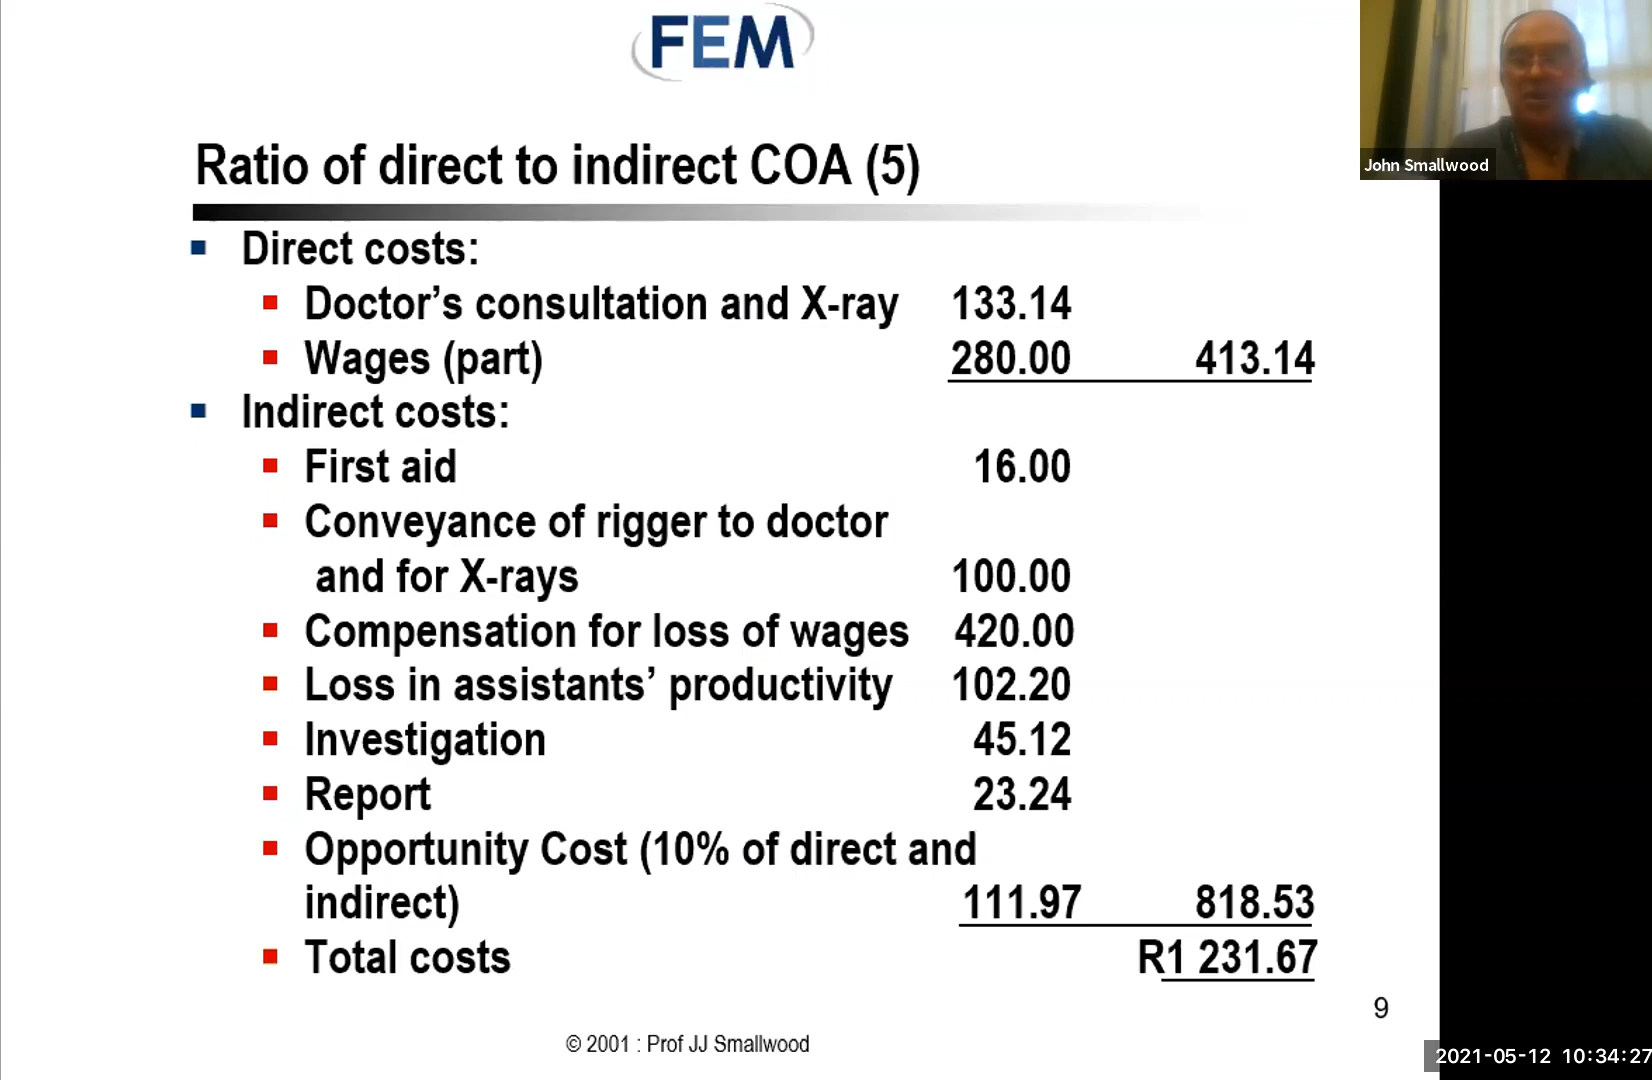 FEM
John Smallwood
Ratio of direct to indirect COA (5)
Direct costs:
Doctor’s consultation and X-ray 133.14
Wages (part) 280.00 413.14
Indirect costs:
First aid 16.00
Conveyance of rigger to doctor
and for X-rays 100.00
Compensation for loss of wages 420.00
Loss in assistants’ productivity 102.20
Investigation 45.12
Report 23.24
Opportunity Cost (10% of direct and
indirect) 111.97 818.53
Total costs R1 231.67
9
© 2001 : Prof JJ Smallwood
2021-05-12 10:34:27